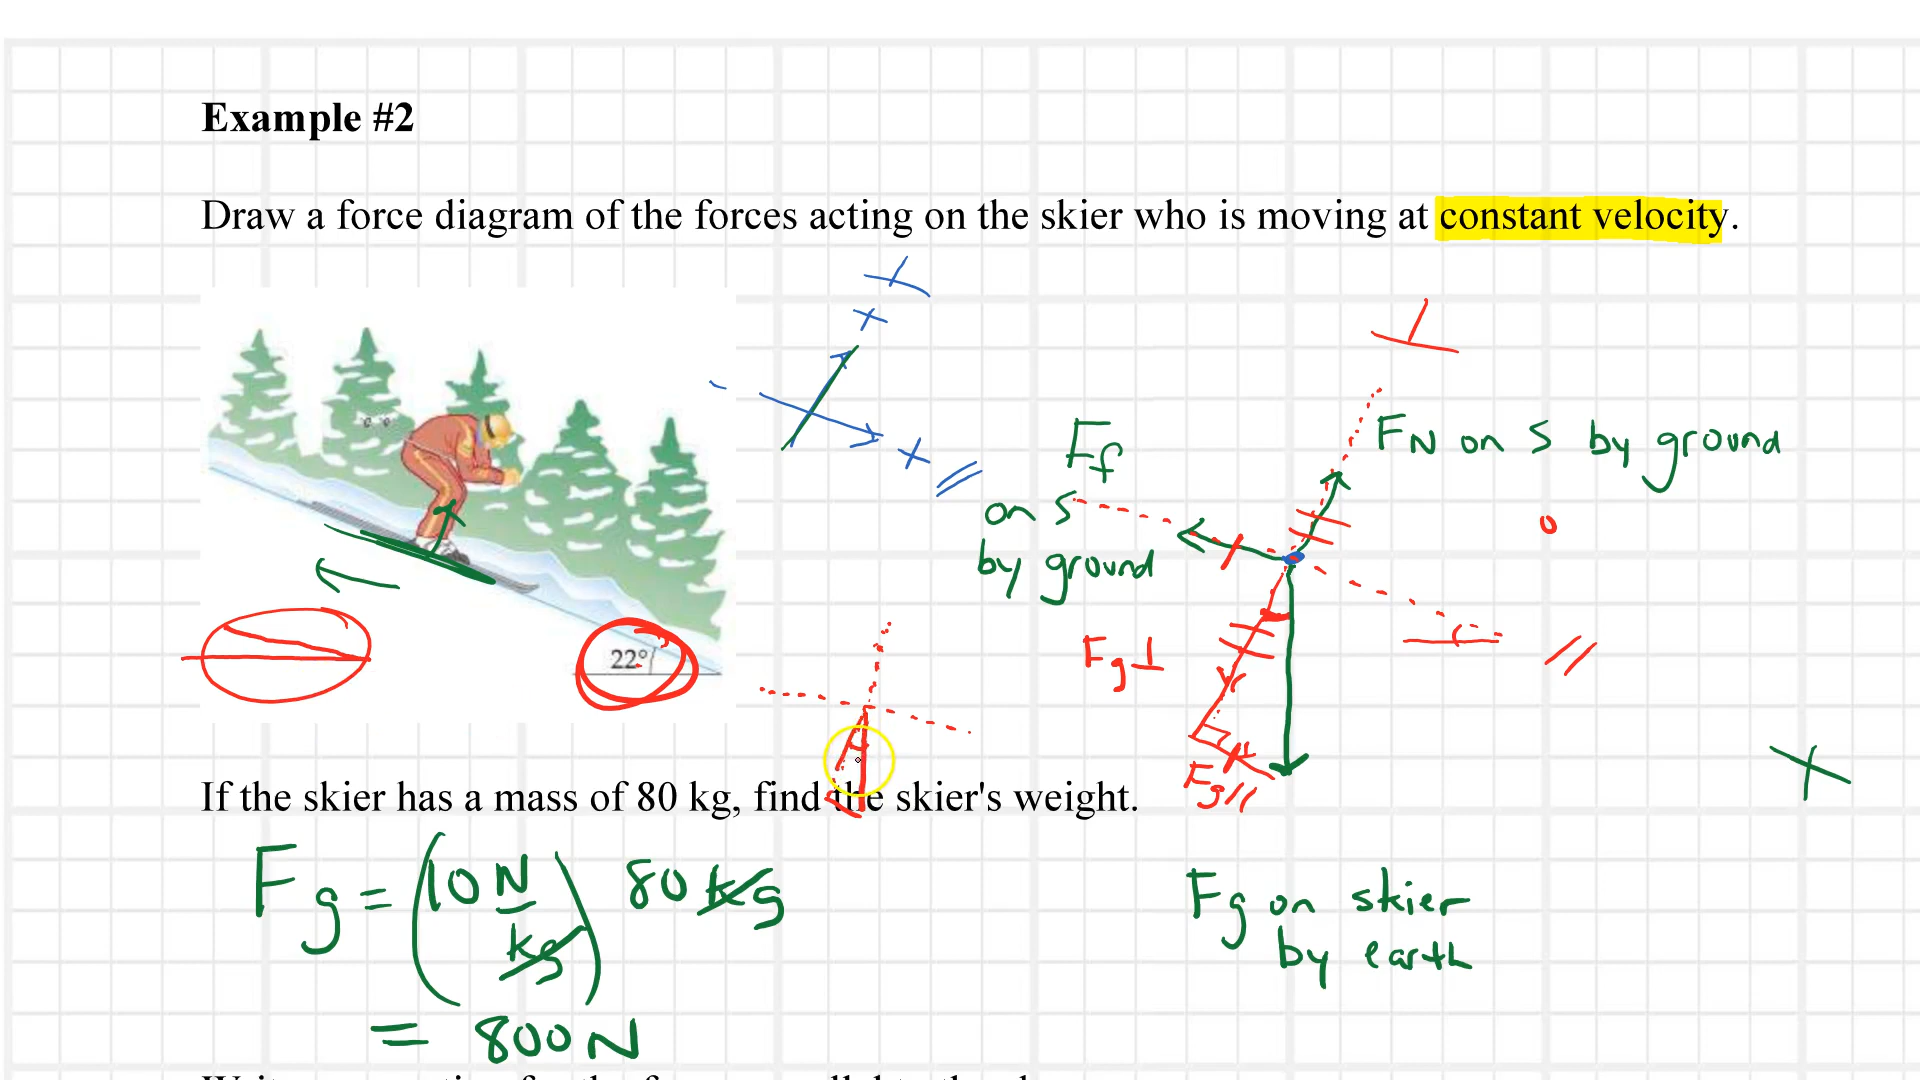 Example #2
Draw a force diagram of the forces acting on the skier who is moving at constant velocity.
+
+
Ff
on S
by ground
FN on S by ground
Fg⊥
Fg//
22°
If the skier has a mass of 80 kg, find the skier's weight.
Fg = (10 N/kg) 80 kg
= 800 N
Fg on skier
by earth